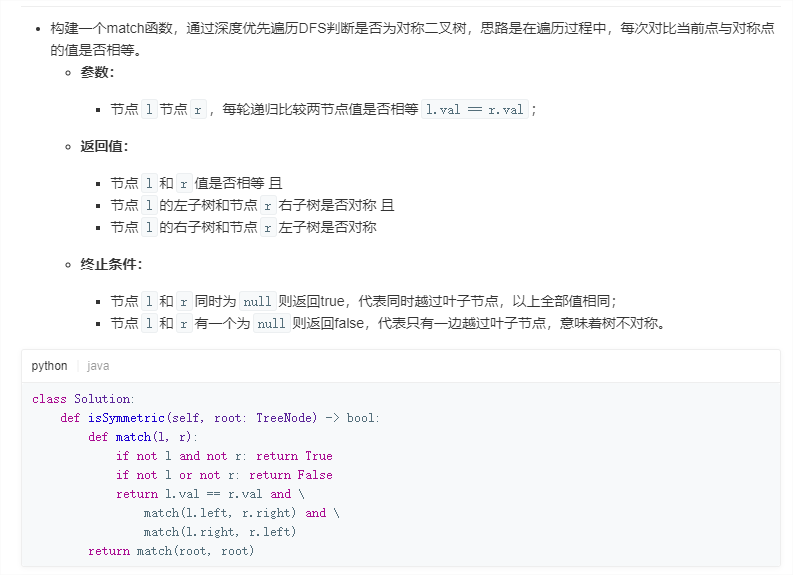 构建一个match函数，通过深度优先遍历DFS判断是否为对称二叉树，思路是在遍历过程中，每次对比当前点与对称点
的值是否相等。
参数：
节点 l 节点 r ，每轮递归比较两节点值是否相等 l.val == r.val ；
返回值：
节点 l 和 r 值是否相等 且
节点 l 的左子树和节点 r 右子树是否对称 且
节点 l 的右子树和节点 r 左子树是否对称
终止条件：
节点 l 和 r 同时为 null 则返回true，代表同时越过叶子节点，以上全部值相同；
节点 l 和 r 有一个为 null 则返回false，代表只有一边越过叶子节点，意味着树不对称。
python java
class Solution:
    def isSymmetric(self, root: TreeNode) -> bool:
        def match(l, r):
            if not l and not r: return True
            if not l or not r: return False
            return l.val == r.val and \
                match(l.left, r.right) and \
                match(l.right, r.left)
        return match(root, root)